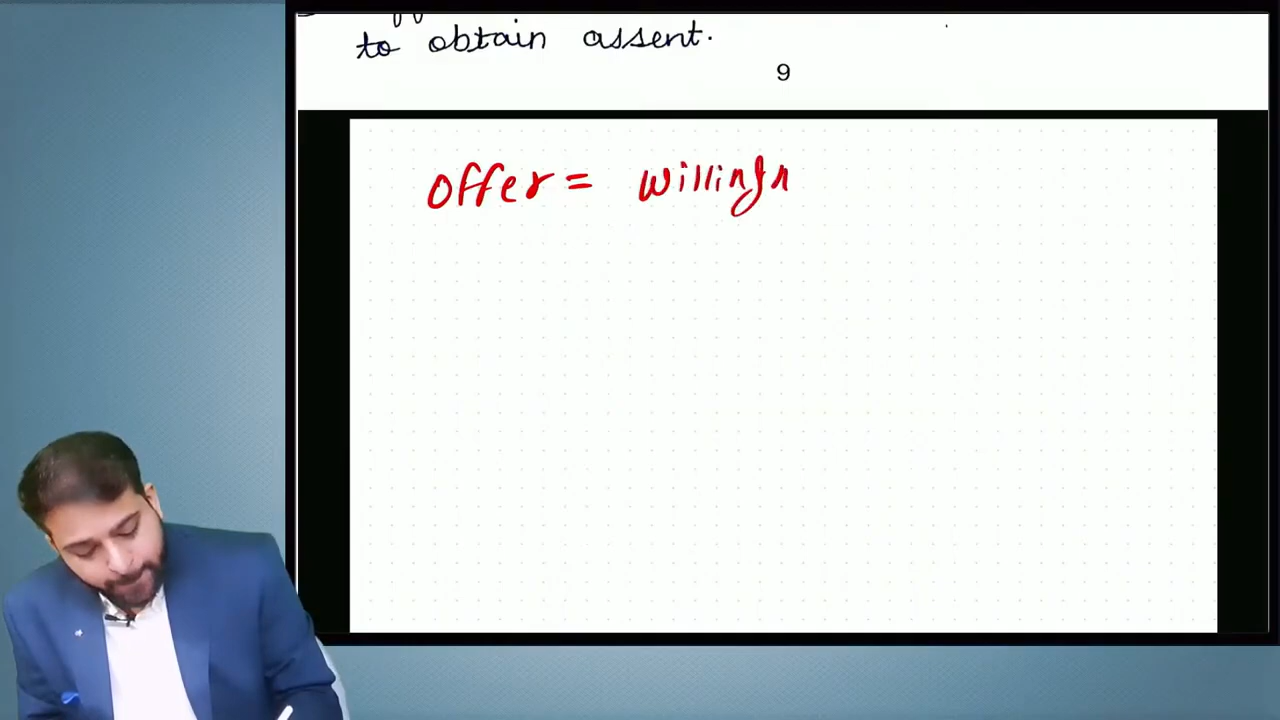 to obtain assent.
9
offer = willingn